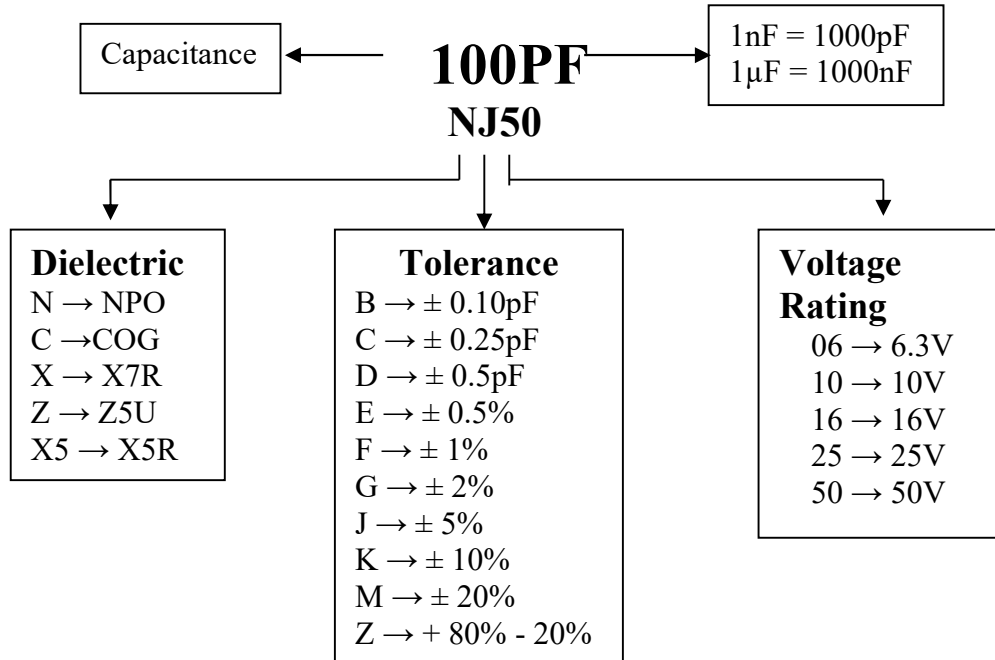 Capacitance
100PF
NJ50
1nF = 1000pF
1µF = 1000nF
Dielectric
N → NPO
C →COG
X → X7R
Z → Z5U
X5 → X5R
Tolerance
B → ± 0.10pF
C → ± 0.25pF
D → ± 0.5pF
E → ± 0.5%
F → ± 1%
G → ± 2%
J → ± 5%
K → ± 10%
M → ± 20%
Z → + 80% - 20%
Voltage
Rating
06 → 6.3V
10 → 10V
16 → 16V
25 → 25V
50 → 50V